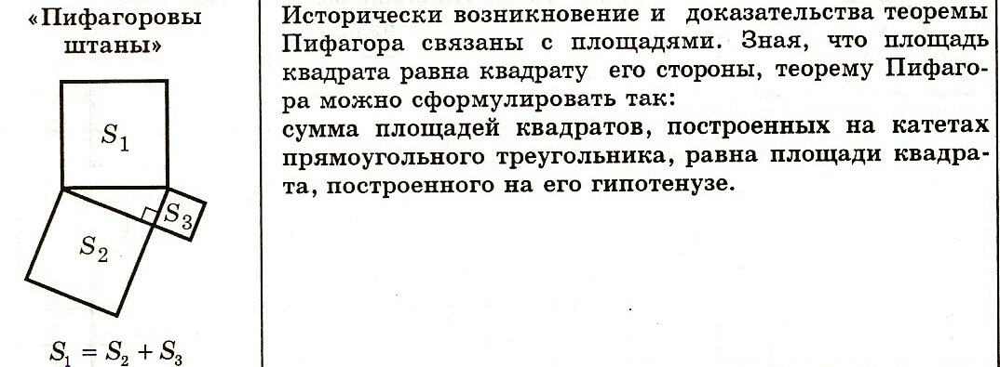 «Пифагоровы
штаны»
S₁
S₂
S₃
S₁ = S₂ + S₃
Исторически возникновение и доказательства теоремы
Пифагора связаны с площадями. Зная, что площадь
квадрата равна квадрату его стороны, теорему Пифаго-
ра можно сформулировать так:
сумма площадей квадратов, построенных на катетах
прямоугольного треугольника, равна площади квадра-
та, построенного на его гипотенузе.